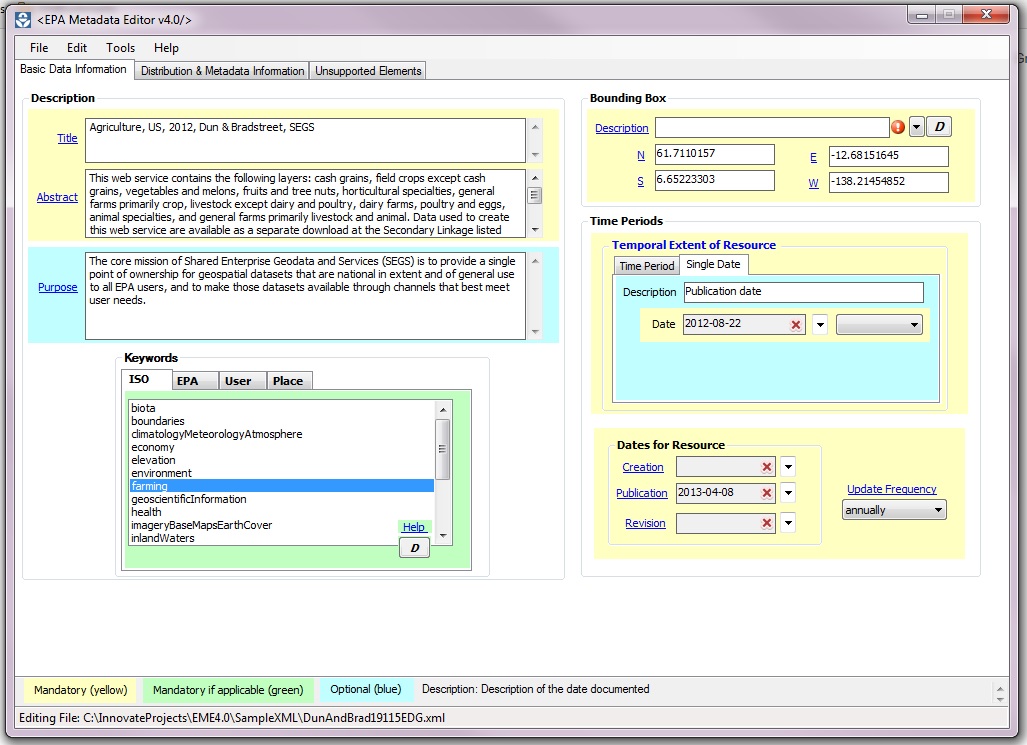 <EPA Metadata Editor v4.0/>
File Edit Tools Help
Basic Data Information Distribution & Metadata Information Unsupported Elements
Description
Title
Agriculture, US, 2012, Dun & Bradstreet, SEGS
Abstract
This web service contains the following layers: cash grains, field crops except cash
grains, vegetables and melons, fruits and tree nuts, horticultural specialties, general
farms primarily crop, livestock except dairy and poultry, dairy farms, poultry and eggs,
animal specialties, and general farms primarily livestock and animal. Data used to create
this web service are available as a separate download at the Secondary Linkage listed
Purpose
The core mission of Shared Enterprise Geodata and Services (SEGS) is to provide a single
point of ownership for geospatial datasets that are national in extent and of general use
to all EPA users, and to make those datasets available through channels that best meet
user needs.
Keywords
ISO EPA User Place
biota
boundaries
climatologyMeteorologyAtmosphere
economy
elevation
environment
farming
geoscientificInformation
health
imageryBaseMapsEarthCover
inlandWaters
Help
D
Bounding Box
Description
D
N 61.7110157
E -12.68151645
S 6.65223303
W -138.21454852
Time Periods
Temporal Extent of Resource
Time Period Single Date
Description Publication date
Date 2012-08-22
Dates for Resource
Creation
Publication 2013-04-08
Revision
Update Frequency
annually
Mandatory (yellow) Mandatory if applicable (green) Optional (blue) Description: Description of the date documented
Editing File: C:\InnovateProjects\EME4.0\SampleXML\DunAndBrad19115EDG.xml